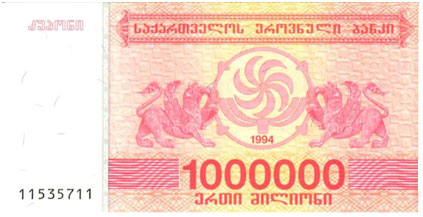 კუპონი
საქართველოს ეროვნული ბანკი
1994
1000000
11535711
ერთი მილიონი